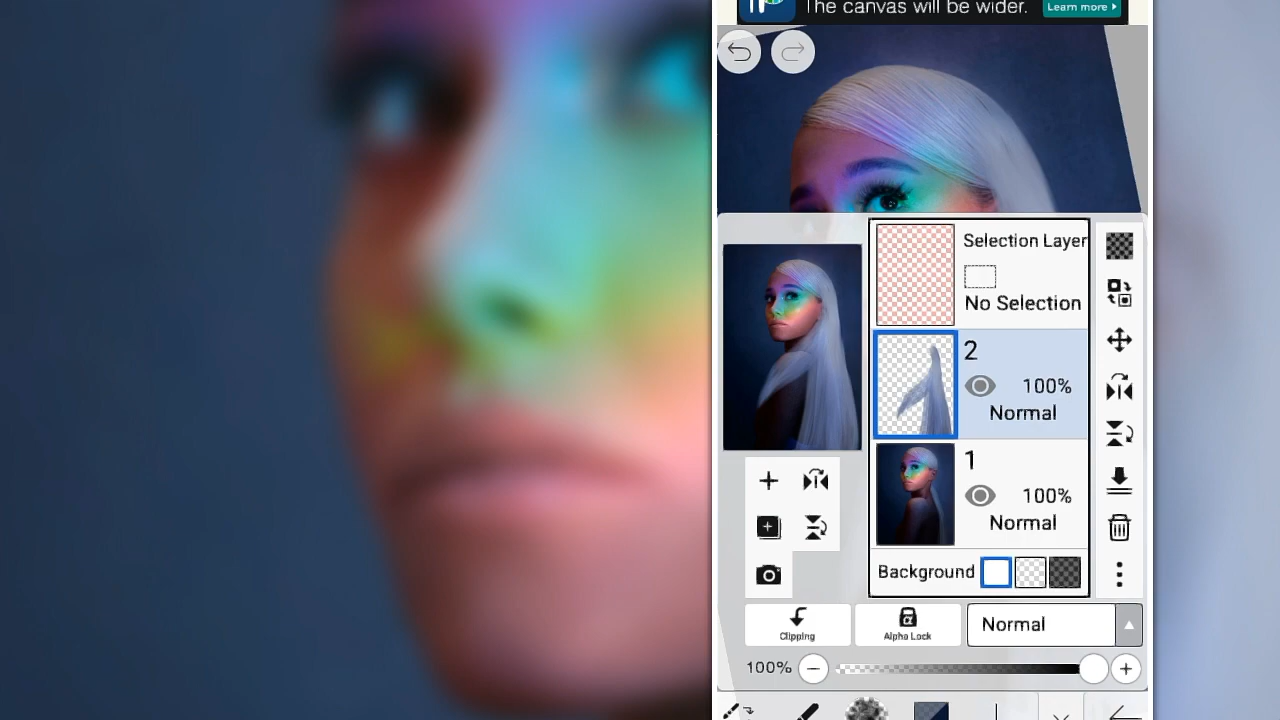 The canvas will be wider.
Learn more
Selection Layer
No Selection
2
100%
Normal
1
100%
Normal
Background
Clipping
α
Alpha Lock
Normal
100%